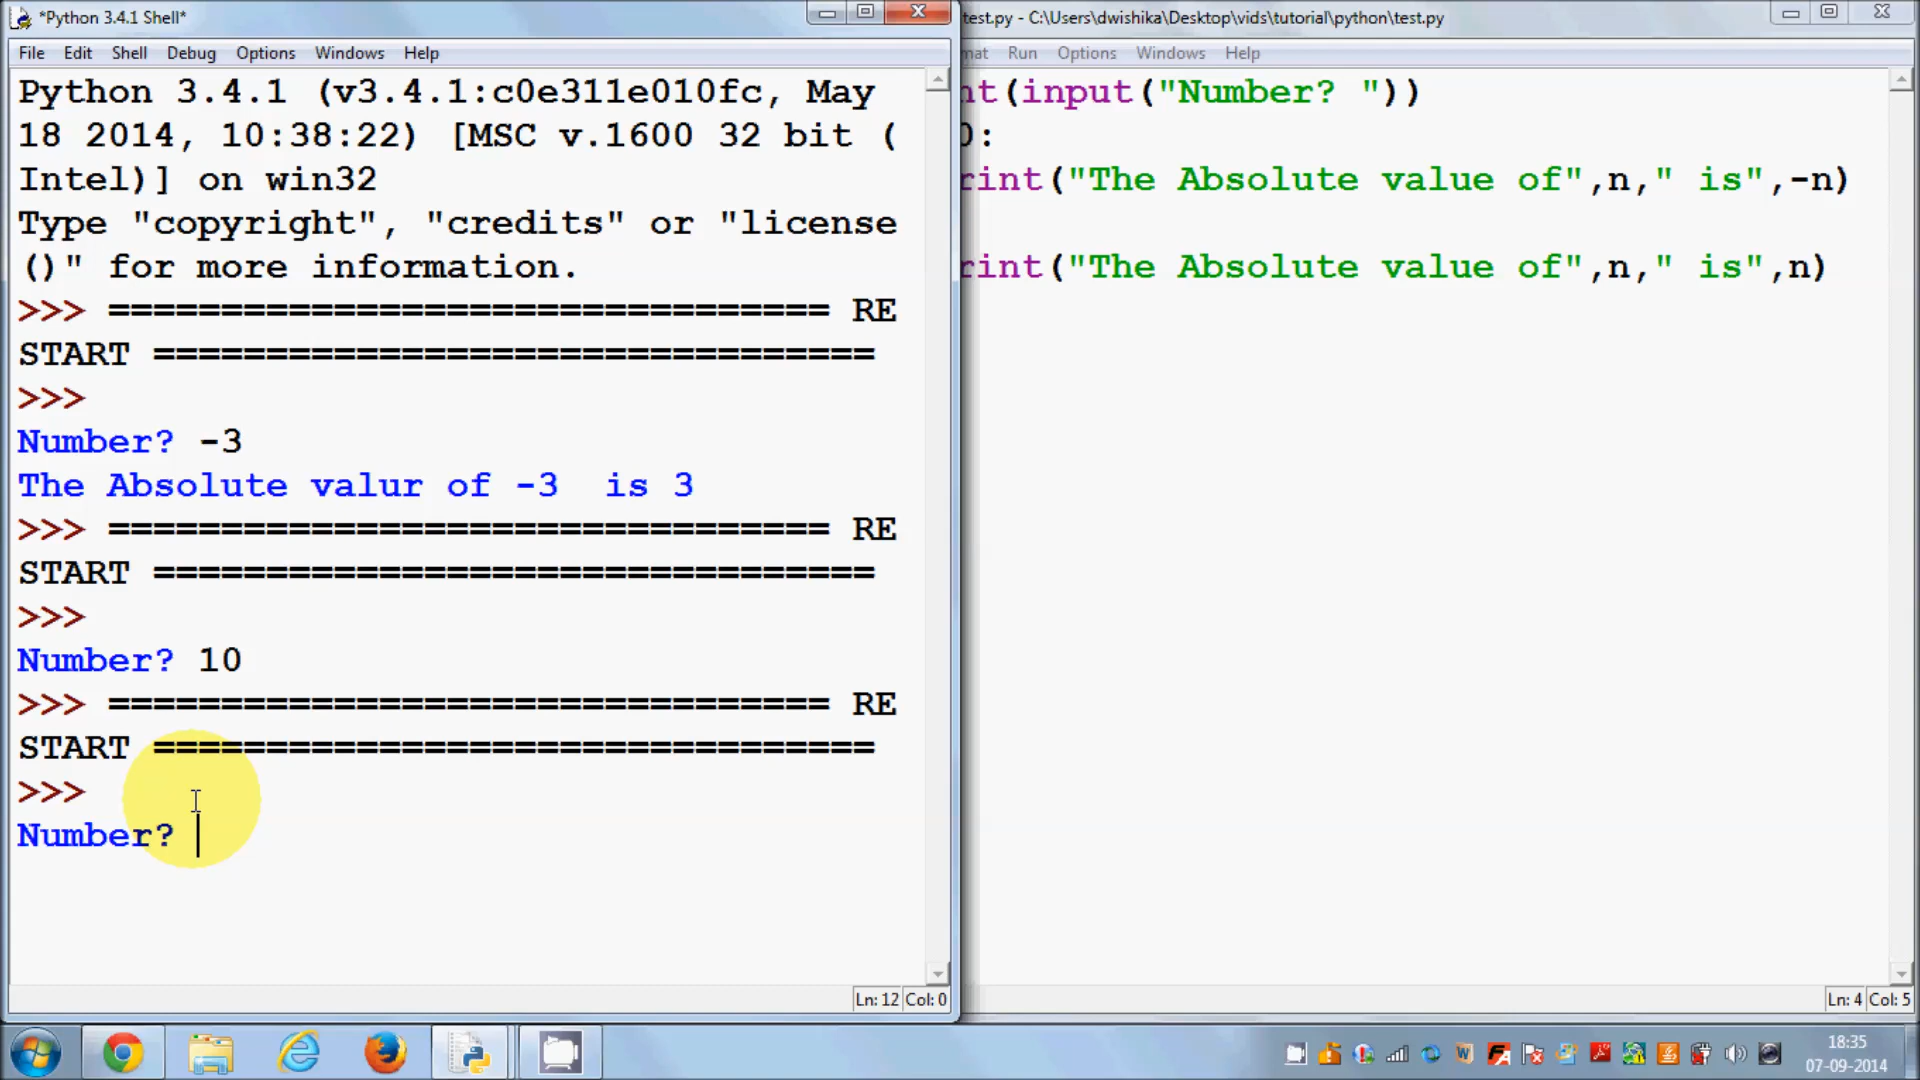 *Python 3.4.1 Shell*
File Edit Shell Debug Options Windows Help
Python 3.4.1 (v3.4.1:c0e311e010fc, May
18 2014, 10:38:22) [MSC v.1600 32 bit (
Intel)] on win32
Type "copyright", "credits" or "license
()" for more information.
>>> ================================ RE
START ================================
>>>
Number? -3
The Absolute valur of -3  is 3
>>> ================================ RE
START ================================
>>>
Number? 10
>>> ================================ RE
START ================================
>>>
Number?
Ln: 12 Col: 0
test.py - C:\Users\dwishika\Desktop\vids\tutorial\python\test.py
mat Run Options Windows Help
nt(input("Number? "))
0:
rint("The Absolute value of",n," is",-n)
rint("The Absolute value of",n," is",n)
Ln: 4 Col: 5
18:35
07-09-2014